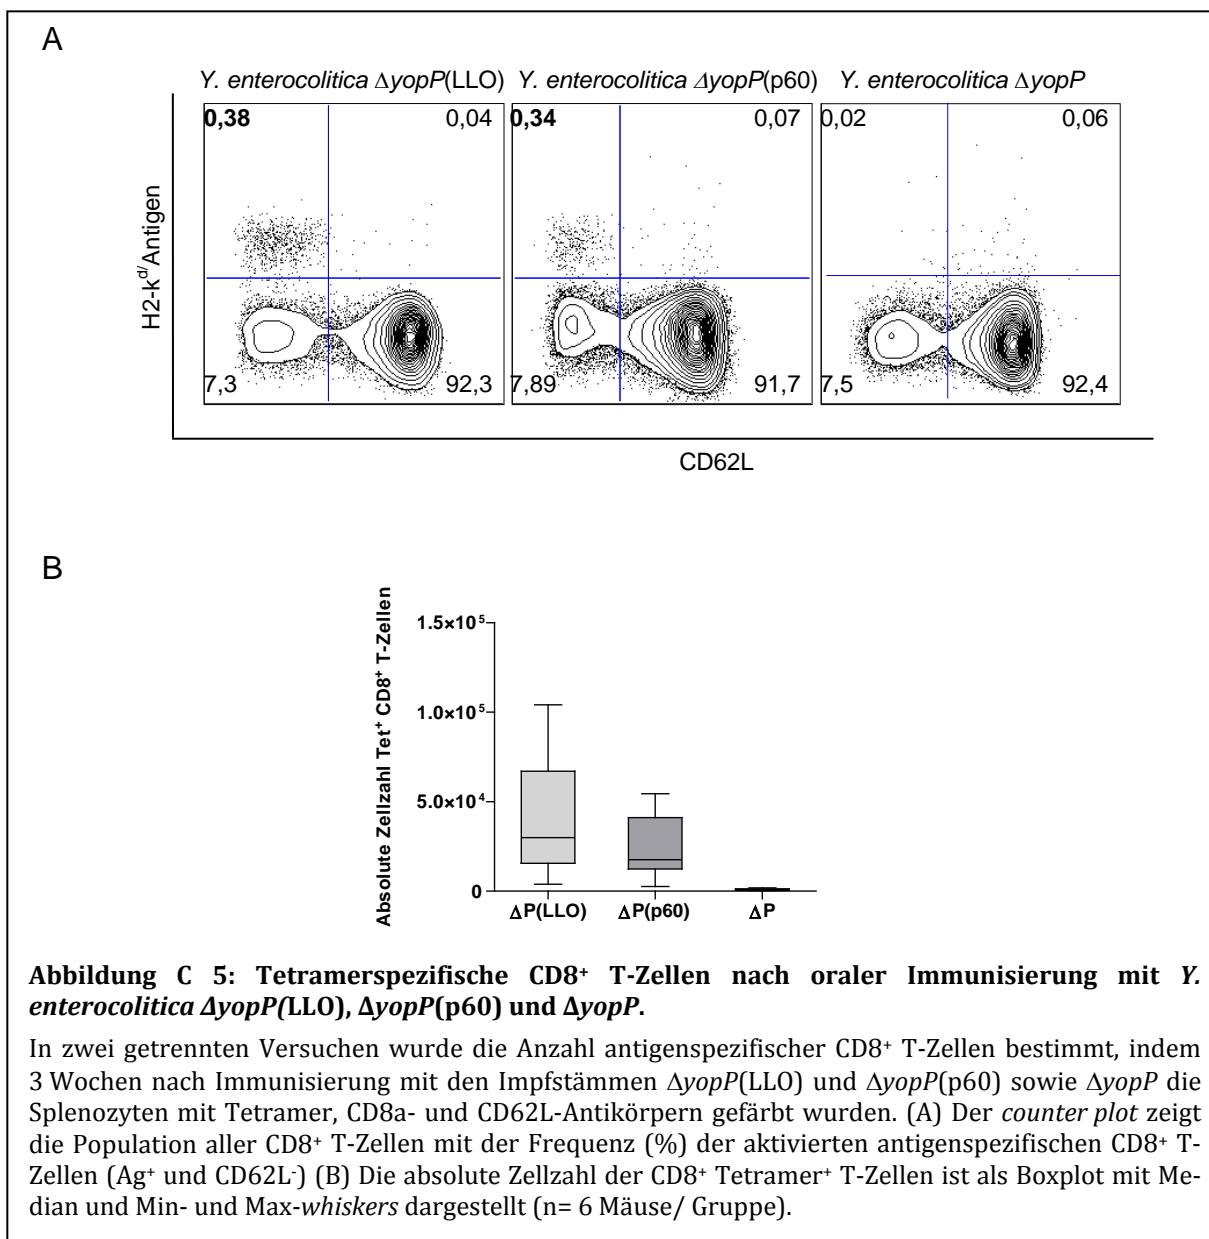 A
Y. enterocolitica ΔyopP(LLO) Y. enterocolitica ΔyopP(p60) Y. enterocolitica ΔyopP
0,38 0,04 0,34 0,07 0,02 0,06
H2-k^d/Antigen
7,3 92,3 7,89 91,7 7,5 92,4
CD62L
B
Absolute Zellzahl Tet⁺ CD8⁺ T-Zellen
1.5×10⁵
1.0×10⁵
5.0×10⁴
0
ΔP(LLO) ΔP(p60) ΔP
Abbildung C 5: Tetramerspezifische CD8⁺ T-Zellen nach oraler Immunisierung mit Y.
enterocolitica ΔyopP(LLO), ΔyopP(p60) und ΔyopP.
In zwei getrennten Versuchen wurde die Anzahl antigenspezifischer CD8⁺ T-Zellen bestimmt, indem
3 Wochen nach Immunisierung mit den Impfstämmen ΔyopP(LLO) und ΔyopP(p60) sowie ΔyopP die
Splenozyten mit Tetramer, CD8a- und CD62L-Antikörpern gefärbt wurden. (A) Der counter plot zeigt
die Population aller CD8⁺ T-Zellen mit der Frequenz (%) der aktivierten antigenspezifischen CD8⁺ T-
Zellen (Ag⁺ und CD62L⁻) (B) Die absolute Zellzahl der CD8⁺ Tetramer⁺ T-Zellen ist als Boxplot mit Me-
dian und Min- und Max-whiskers dargestellt (n= 6 Mäuse/ Gruppe).